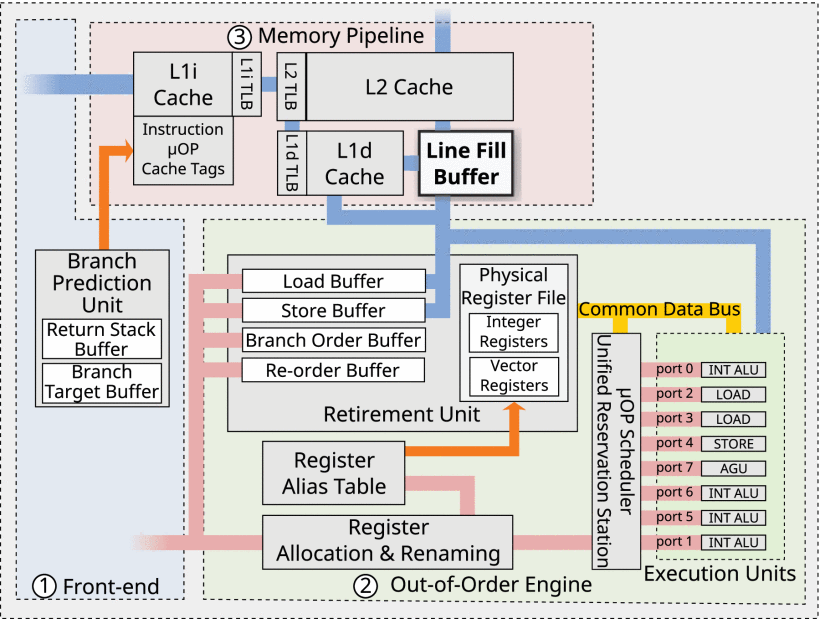 ③ Memory Pipeline
L1i
Cache
L1i TLB
L2 TLB
L2 Cache
Instruction
μOP
Cache Tags
L1d TLB
L1d
Cache
Line Fill
Buffer
Branch
Prediction
Unit
Return Stack
Buffer
Branch
Target Buffer
① Front-end
Load Buffer
Store Buffer
Branch Order Buffer
Re-order Buffer
Retirement Unit
Physical
Register File
Integer
Registers
Vector
Registers
Register
Alias Table
Register
Allocation & Renaming
② Out-of-Order Engine
Common Data Bus
μOP Scheduler
Unified Reservation Station
port 0 INT ALU
port 2 LOAD
port 3 LOAD
port 4 STORE
port 7 AGU
port 6 INT ALU
port 5 INT ALU
port 1 INT ALU
Execution Units